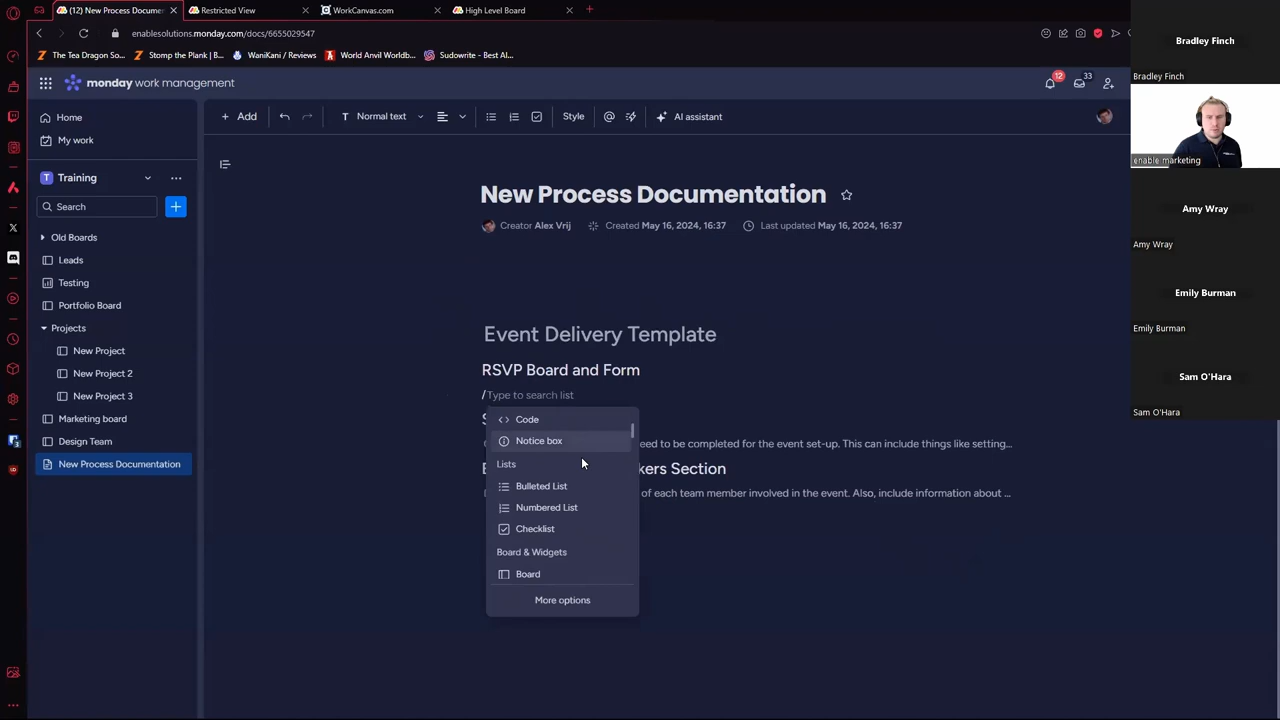 (12) New Process Documen
Restricted View
WorkCanvas.com
High Level Board
enablesolutions.monday.com/docs/6655029547
The Tea Dragon So...
Stomp the Plank | B...
WaniKani / Reviews
World Anvil Worldb...
Sudowrite - Best AI...
monday work management
12
33
Home
My work
T Training
Search
Old Boards
Leads
Testing
Portfolio Board
Projects
New Project
New Project 2
New Project 3
Marketing board
Design Team
New Process Documentation
Add
Normal text
Style
AI assistant
New Process Documentation
Creator Alex Vrij
Created May 16, 2024, 16:37
Last updated May 16, 2024, 16:37
Event Delivery Template
RSVP Board and Form
/Type to search list
eed to be completed for the event set-up. This can include things like setting...
kers Section
of each team member involved in the event. Also, include information about ...
Code
Notice box
Lists
Bulleted List
Numbered List
Checklist
Board & Widgets
Board
More options
Bradley Finch
Bradley Finch
enable marketing
Amy Wray
Amy Wray
Emily Burman
Emily Burman
Sam O'Hara
Sam O'Hara